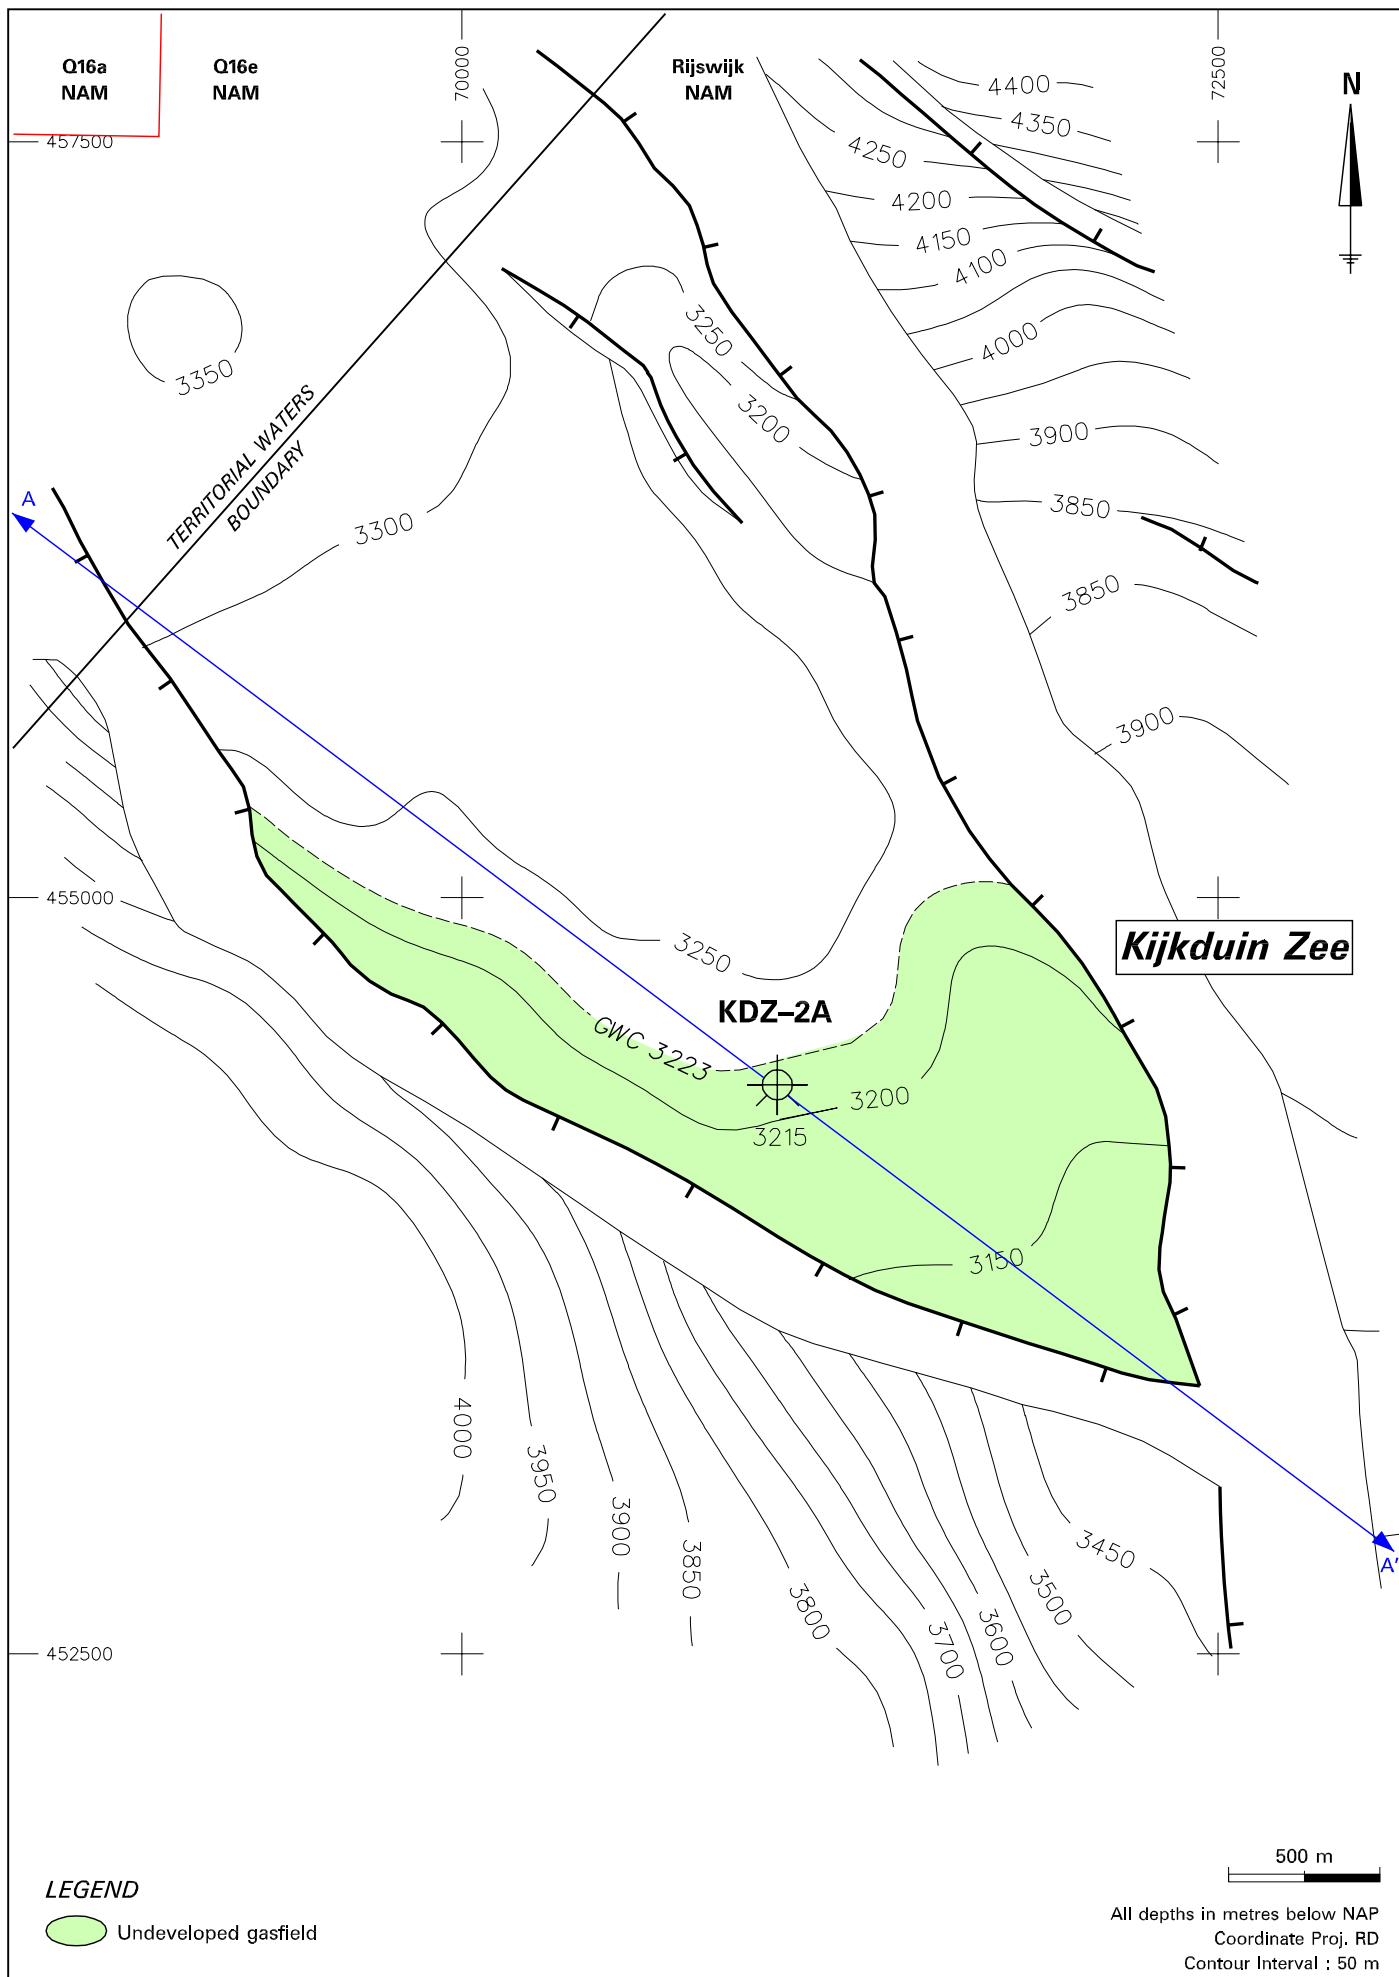 Q16a
NAM
Q16e
NAM
70000
Rijswijk
NAM
72500
N
457500
4400
4350
4250
4200
4150
4100
4000
3250
3350
3200
3900
TERRITORIAL WATERS
BOUNDARY
A
3300
3850
3850
3900
455000
Kijkduin Zee
3250
KDZ–2A
GWC 3223
3200
3215
3150
4000
3950
3900
3850
3800
3700
3600
3500
3450
A'
452500
500 m
LEGEND
Undeveloped gasfield
All depths in metres below NAP
Coordinate Proj. RD
Contour Interval : 50 m